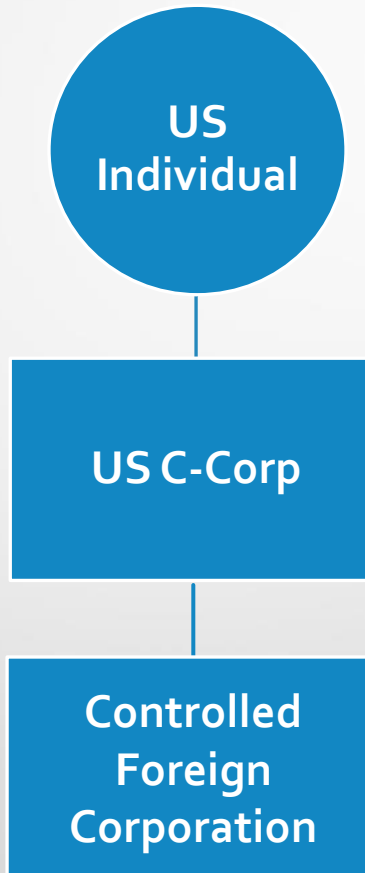 US
Individual
US C-Corp
Controlled
Foreign
Corporation